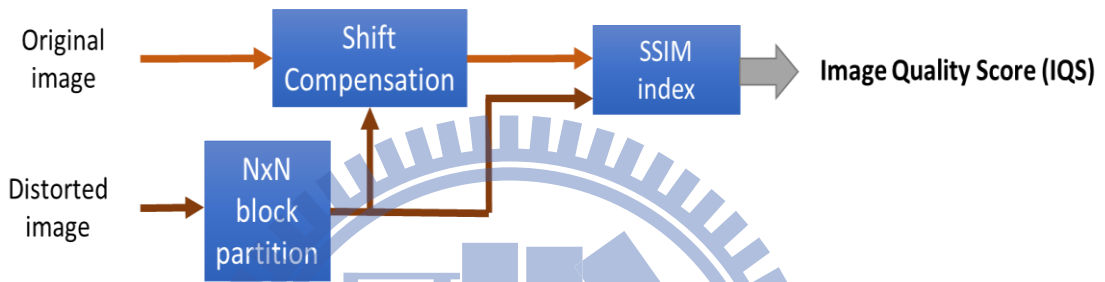 Original
image
Shift
Compensation
SSIM
index
Image Quality Score (IQS)
Distorted
image
NxN
block
partition